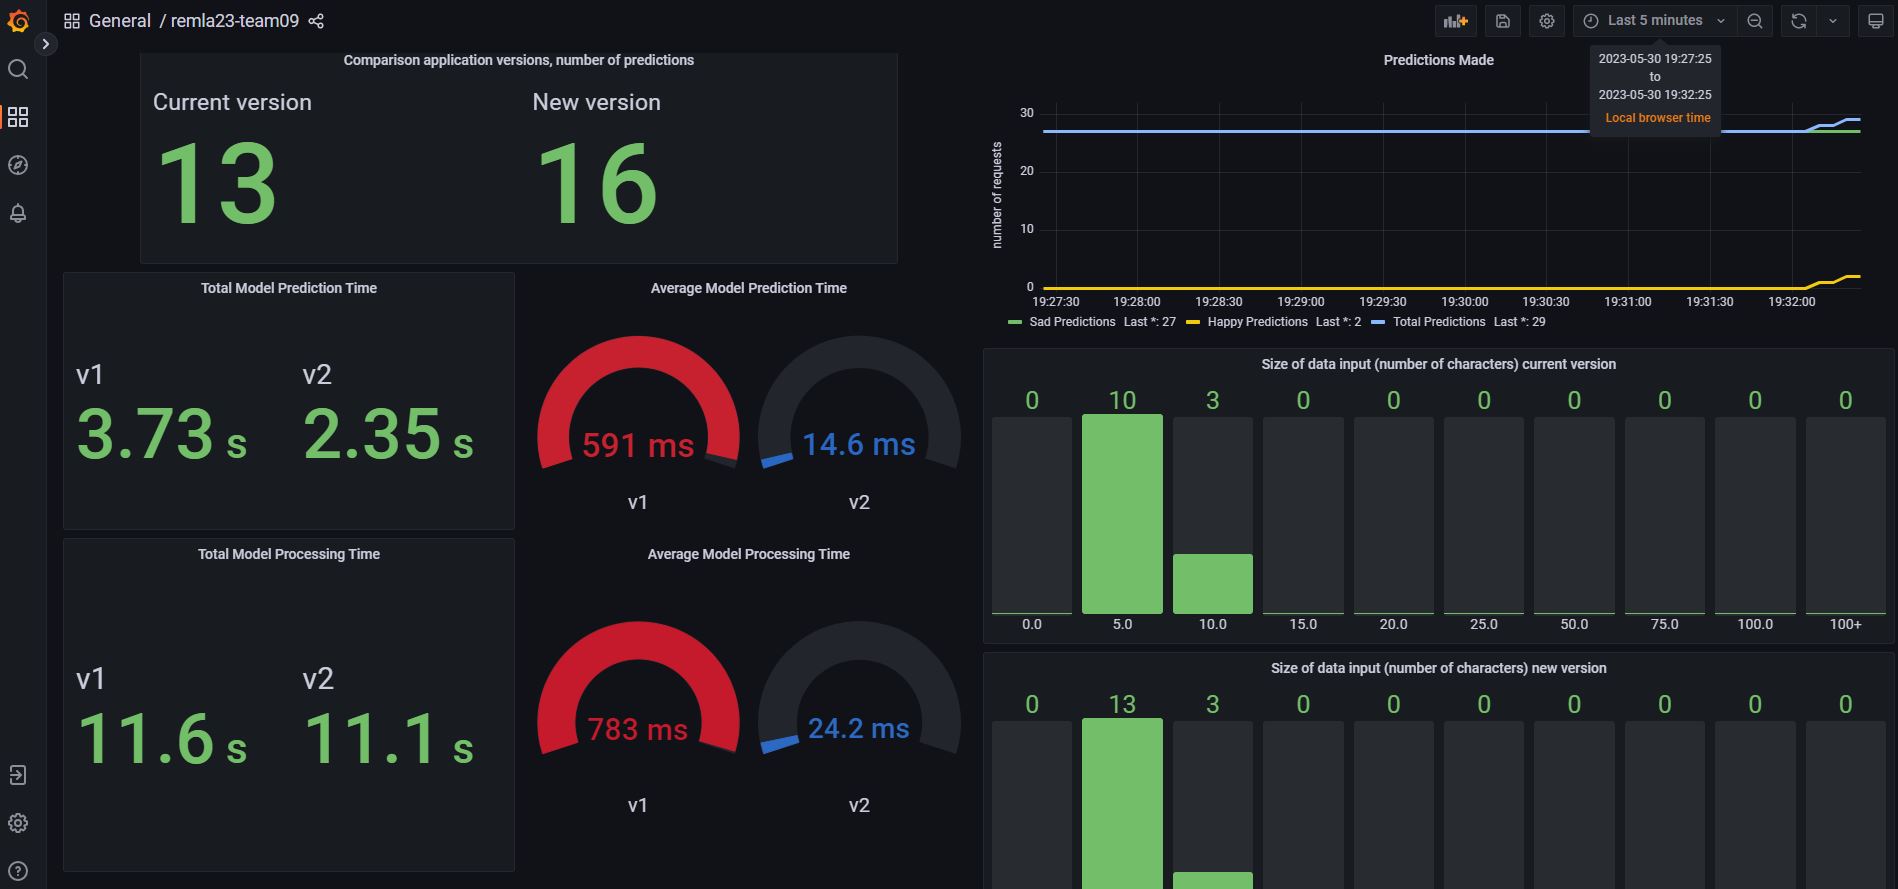 General / remla23-team09
Last 5 minutes
2023-05-30 19:27:25
to
2023-05-30 19:32:25
Local browser time
Comparison application versions, number of predictions
Current version
New version
13
16
Total Model Prediction Time
v1
v2
3.73 s
2.35 s
Average Model Prediction Time
591 ms
14.6 ms
v1
v2
Total Model Processing Time
v1
v2
11.6 s
11.1 s
Average Model Processing Time
783 ms
24.2 ms
v1
v2
Predictions Made
number of requests
30
20
10
0
19:27:30 19:28:00 19:28:30 19:29:00 19:29:30 19:30:00 19:30:30 19:31:00 19:31:30 19:32:00
Sad Predictions Last *: 27 Happy Predictions Last *: 2 Total Predictions Last *: 29
Size of data input (number of characters) current version
0 10 3 0 0 0 0 0 0 0
0.0 5.0 10.0 15.0 20.0 25.0 50.0 75.0 100.0 100+
Size of data input (number of characters) new version
0 13 3 0 0 0 0 0 0 0